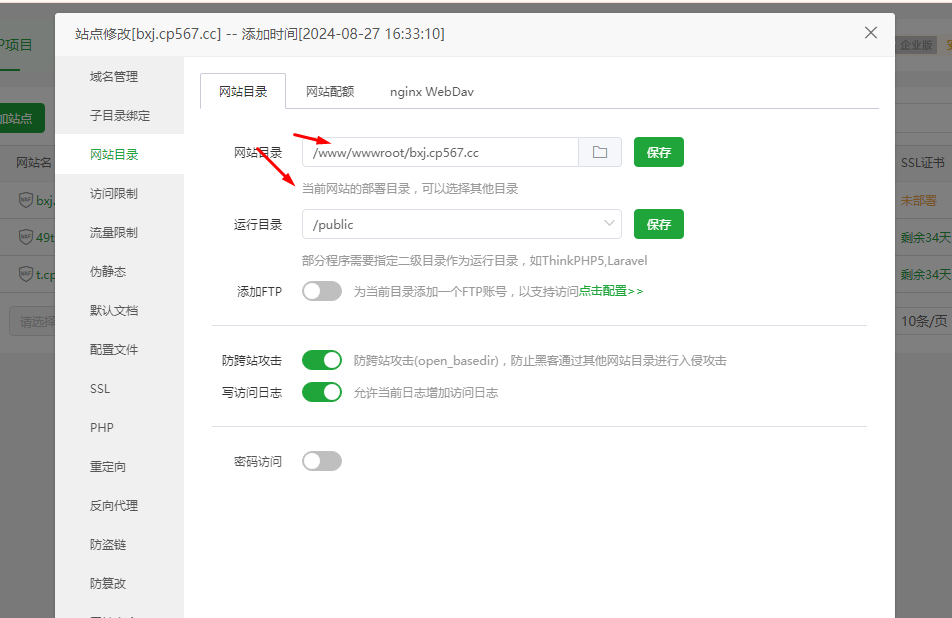 站点修改[bxj.cp567.cc] -- 添加时间[2024-08-27 16:33:10]
P项目
企业版
加站点
网站名
SSL证书
bxj.
未部署
49t
剩余34天
t.cp
剩余34天
请选择
10条/页
域名管理
子目录绑定
网站目录
访问限制
流量限制
伪静态
默认文档
配置文件
SSL
PHP
重定向
反向代理
防盗链
防篡改
网站目录 网站配额 nginx WebDav
网站目录 /www/wwwroot/bxj.cp567.cc 保存
当前网站的部署目录，可以选择其他目录
运行目录 /public 保存
部分程序需要指定二级目录作为运行目录，如ThinkPHP5,Laravel
添加FTP 为当前目录添加一个FTP账号，以支持访问点击配置>>
防跨站攻击 防跨站攻击(open_basedir)，防止黑客通过其他网站目录进行入侵攻击
写访问日志 允许当前日志增加访问日志
密码访问